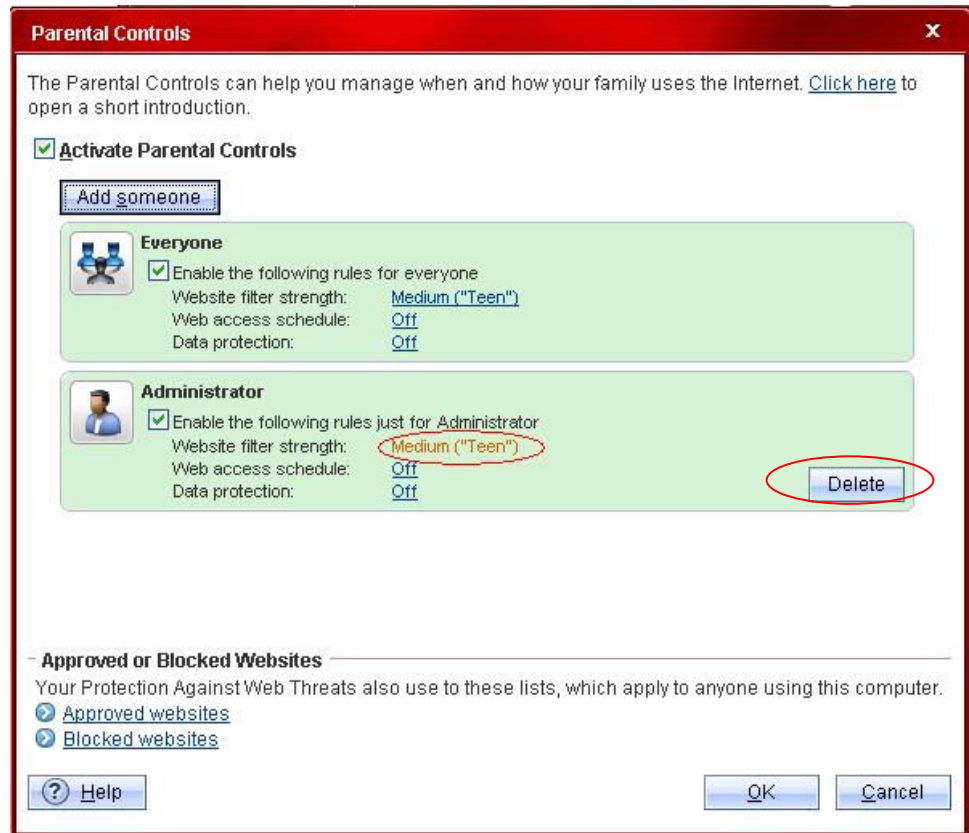 Parental Controls x
The Parental Controls can help you manage when and how your family uses the Internet. Click here to
open a short introduction.
Activate Parental Controls
Add someone
Everyone
Enable the following rules for everyone
Website filter strength: Medium ("Teen")
Web access schedule: Off
Data protection: Off
Administrator
Enable the following rules just for Administrator
Website filter strength: Medium ("Teen")
Web access schedule: Off
Data protection: Off
Delete
Approved or Blocked Websites
Your Protection Against Web Threats also use to these lists, which apply to anyone using this computer.
Approved websites
Blocked websites
? Help OK Cancel